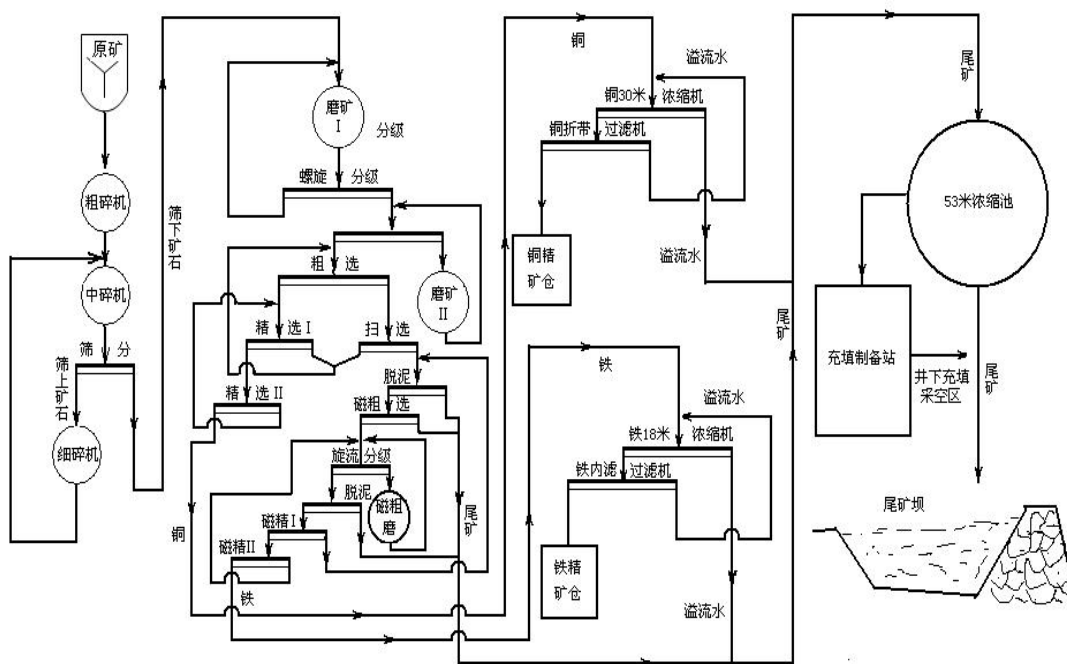 原矿
粗碎机
中碎机
筛 分
筛上矿石
细碎机
筛下矿石
磨矿
I
分级
螺旋 分级
粗 选
磨矿
II
精 选 I
扫 选
精 选 II
脱泥
磁粗 选
旋流 分级
脱泥
磁粗
磨
磁精 I
磁精II
铜
铁
尾矿
铜
溢流水
铜30米 浓缩机
铜折带 过滤机
铜精
矿仓
溢流水
铁
溢流水
铁18米 浓缩机
铁内滤 过滤机
铁精
矿仓
溢流水
尾矿
尾矿
53米浓缩池
充填制备站
井下充填
采空区
尾矿
尾矿坝